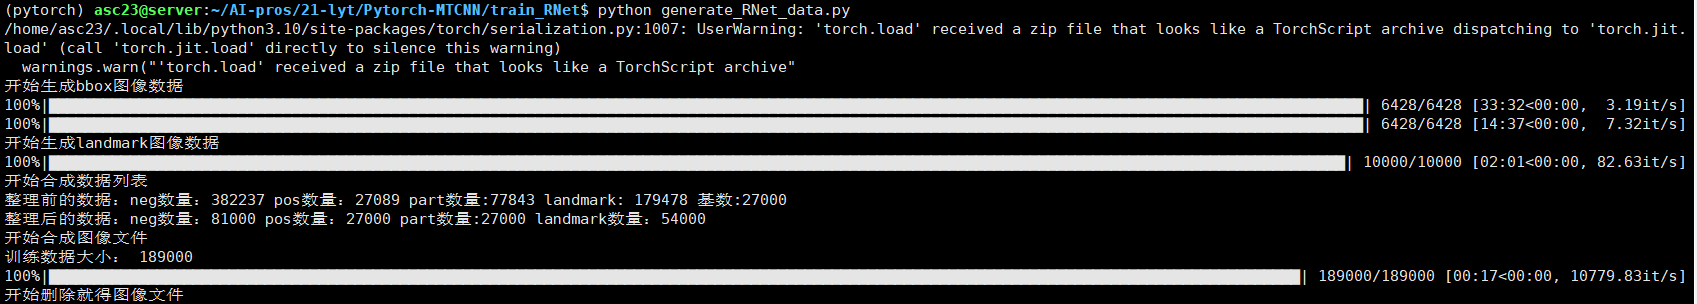 (pytorch) asc23@server:~/AI-pros/21-lyt/Pytorch-MTCNN/train_RNet$ python generate_RNet_data.py
/home/asc23/.local/lib/python3.10/site-packages/torch/serialization.py:1007: UserWarning: 'torch.load' received a zip file that looks like a TorchScript archive dispatching to 'torch.jit.
load' (call 'torch.jit.load' directly to silence this warning)
  warnings.warn("'torch.load' received a zip file that looks like a TorchScript archive"
开始生成bbox图像数据
100%| | 6428/6428 [33:32<00:00,  3.19it/s]
100%| | 6428/6428 [14:37<00:00,  7.32it/s]
开始生成landmark图像数据
100%| | 10000/10000 [02:01<00:00, 82.63it/s]
开始合成数据列表
整理前的数据：neg数量：382237 pos数量：27089 part数量:77843 landmark: 179478 基数:27000
整理后的数据：neg数量：81000 pos数量：27000 part数量:27000 landmark数量：54000
开始合成图像文件
训练数据大小： 189000
100%| | 189000/189000 [00:17<00:00, 10779.83it/s]
开始删除就得图像文件